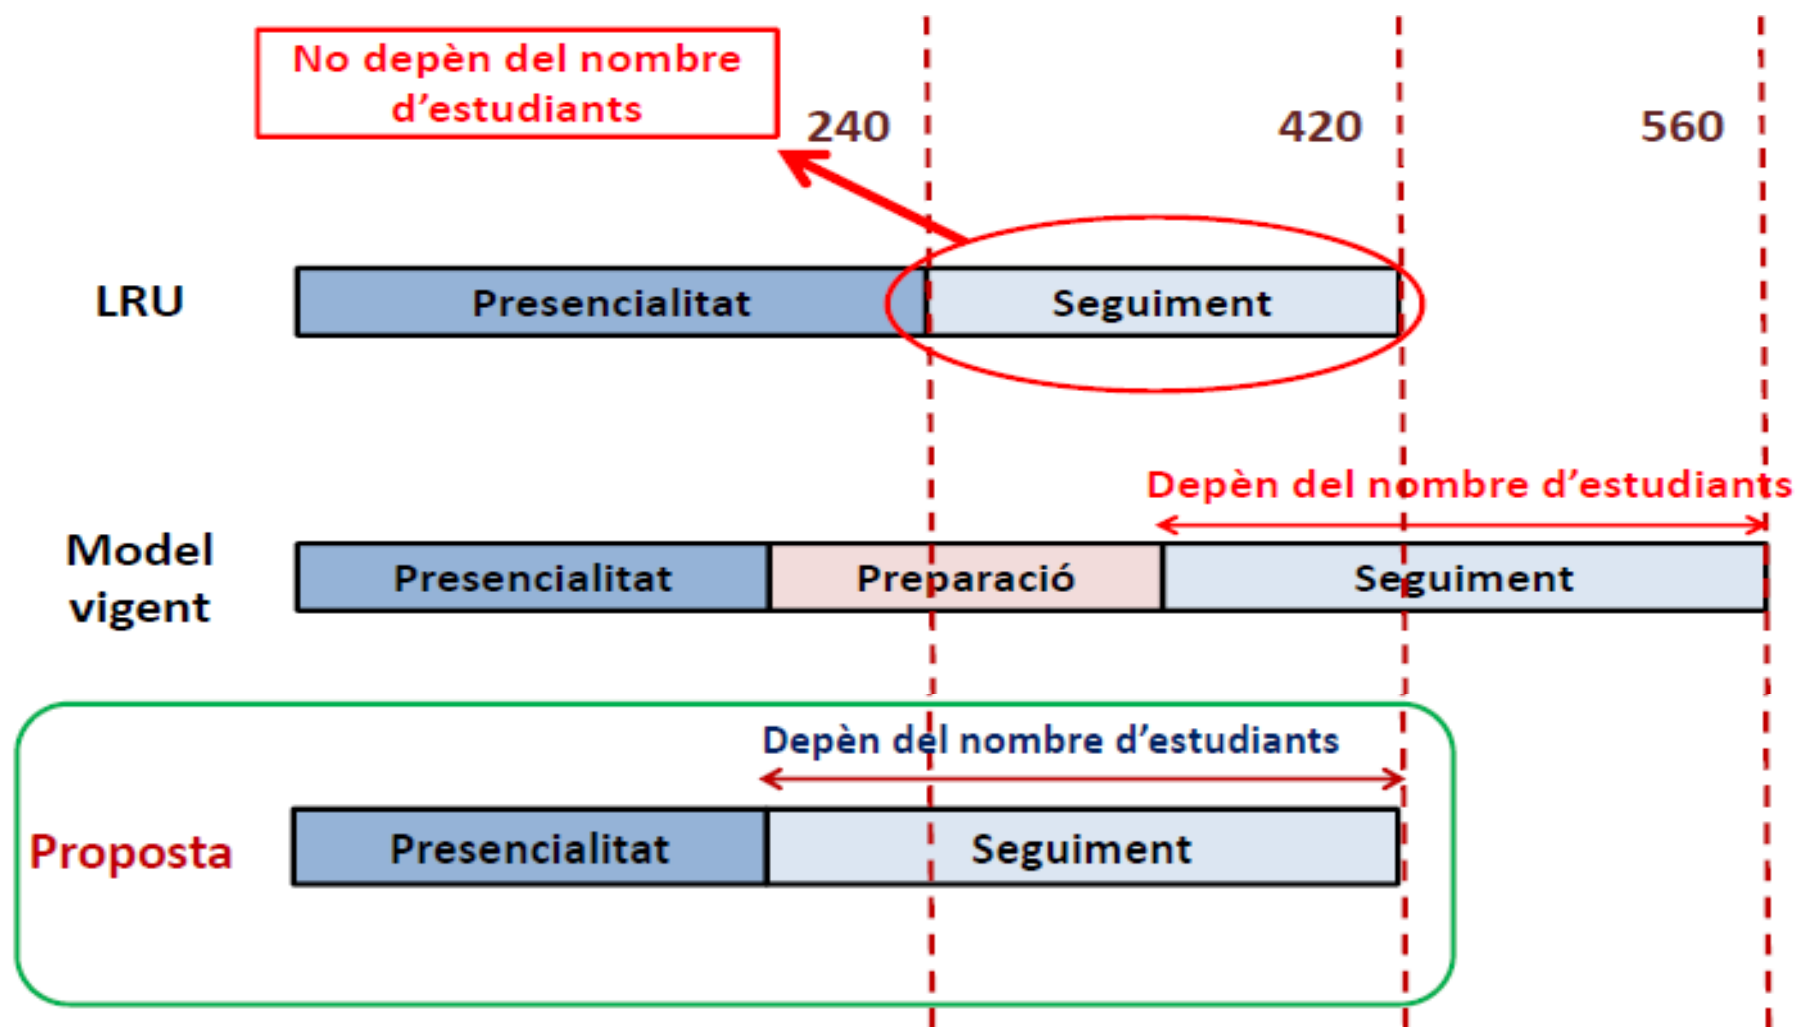 No depèn del nombre
d’estudiants
240
420
560
LRU
Presencialitat
Seguiment
Depèn del nombre d’estudiants
Model
vigent
Presencialitat
Preparació
Seguiment
Depèn del nombre d’estudiants
Proposta
Presencialitat
Seguiment